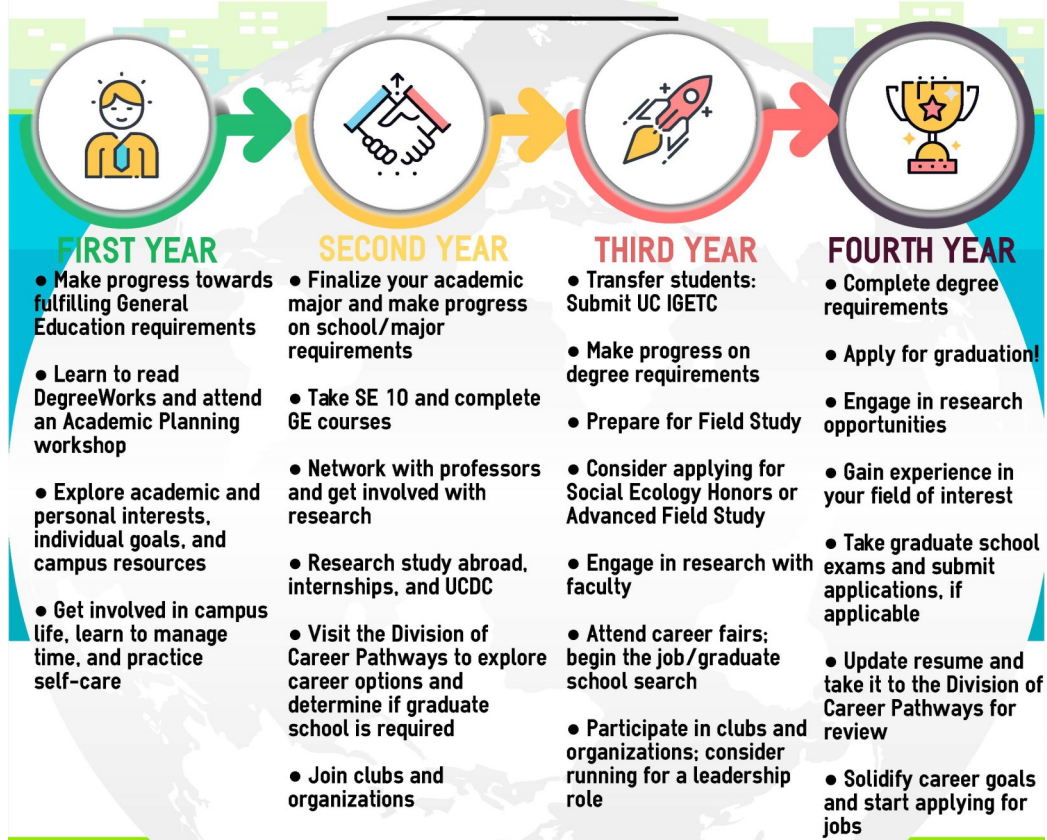 FIRST YEAR
● Make progress towards
fulfilling General
Education requirements
● Learn to read
DegreeWorks and attend
an Academic Planning
workshop
● Explore academic and
personal interests,
individual goals, and
campus resources
● Get involved in campus
life, learn to manage
time, and practice
self-care
SECOND YEAR
● Finalize your academic
major and make progress
on school/major
requirements
● Take SE 10 and complete
GE courses
● Network with professors
and get involved with
research
● Research study abroad,
internships, and UCDC
● Visit the Division of
Career Pathways to explore
career options and
determine if graduate
school is required
● Join clubs and
organizations
THIRD YEAR
● Transfer students:
Submit UC IGETC
● Make progress on
degree requirements
● Prepare for Field Study
● Consider applying for
Social Ecology Honors or
Advanced Field Study
● Engage in research with
faculty
● Attend career fairs;
begin the job/graduate
school search
● Participate in clubs and
organizations; consider
running for a leadership
role
FOURTH YEAR
● Complete degree
requirements
● Apply for graduation!
● Engage in research
opportunities
● Gain experience in
your field of interest
● Take graduate school
exams and submit
applications, if
applicable
● Update resume and
take it to the Division of
Career Pathways for
review
● Solidify career goals
and start applying for
jobs